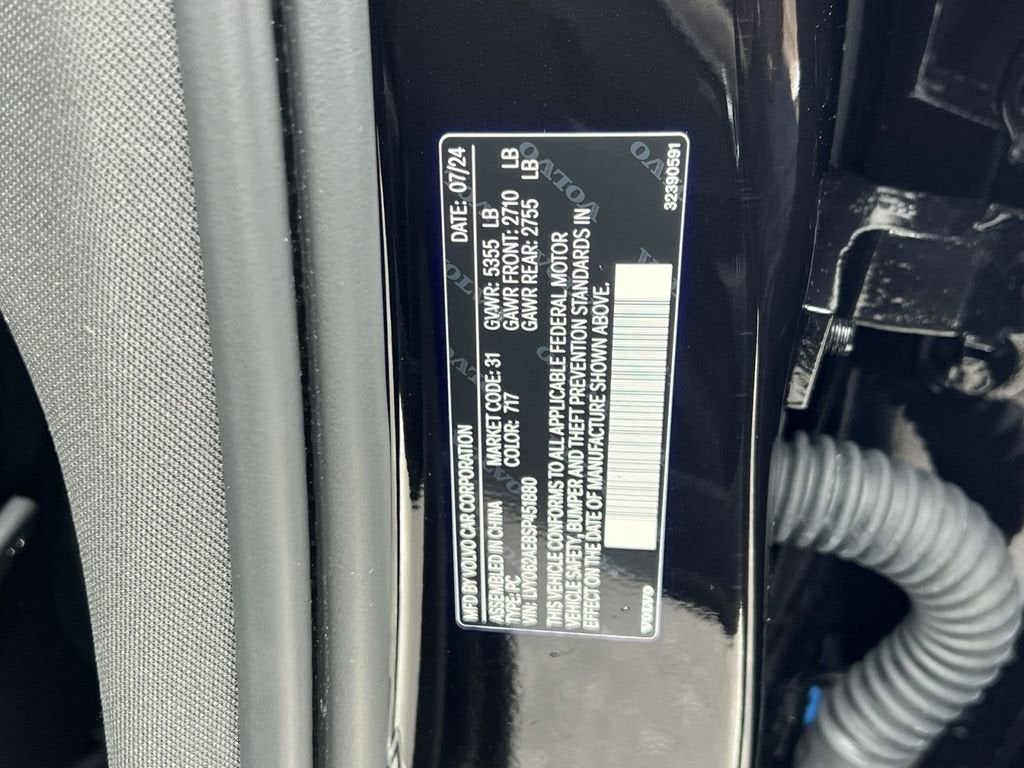 MFD BY VOLVO CAR CORPORATION DATE: 07/24
ASSEMBLED IN CHINA MARKET CODE: 31 GVWR: 5355 LB
TYPE: PC COLOR: 717 GAWR FRONT: 2710 LB
VIN: LVY062AEBSP451880 GAWR REAR: 2755 LB
THIS VEHICLE CONFORMS TO ALL APPLICABLE FEDERAL MOTOR
VEHICLE SAFETY, BUMPER AND THEFT PREVENTION STANDARDS IN
EFFECT ON THE DATE OF MANUFACTURE SHOWN ABOVE.
VOLVO 32390591